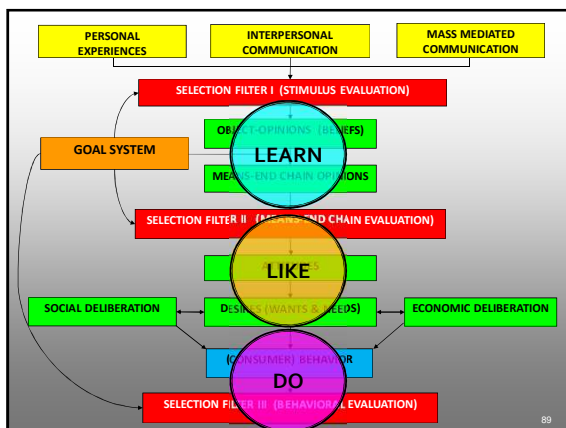 PERSONAL
EXPERIENCES
INTERPERSONAL
COMMUNICATION
MASS MEDIATED
COMMUNICATION
SELECTION FILTER I (STIMULUS EVALUATION)
OBJECT-OPINIONS (BELIEFS)
GOAL SYSTEM
LEARN
MEANS-END CHAIN OPINIONS
SELECTION FILTER II (MEANS-END CHAIN EVALUATION)
ATTITUDES
LIKE
SOCIAL DELIBERATION
DESIRES (WANTS & NEEDS)
ECONOMIC DELIBERATION
(CONSUMER) BEHAVIOR
DO
SELECTION FILTER III (BEHAVIORAL EVALUATION)
89